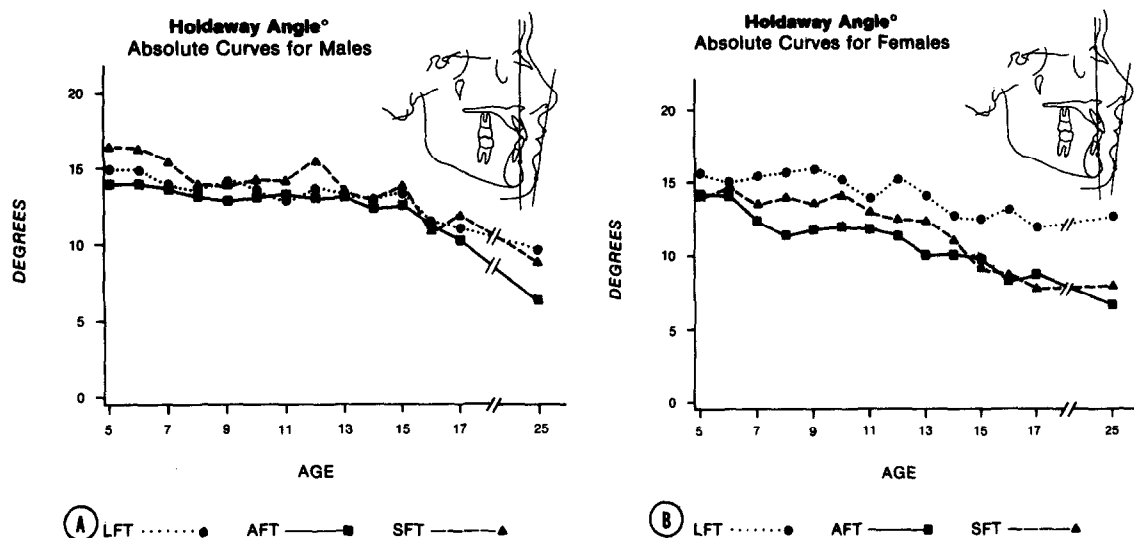 Holdaway Angle°
Absolute Curves for Males
20
15
10
5
0
DEGREES
5 7 9 11 13 15 17 25
AGE
A LFT AFT SFT
Holdaway Angle°
Absolute Curves for Females
20
15
10
5
0
DEGREES
5 7 9 11 13 15 17 25
AGE
B LFT AFT SFT